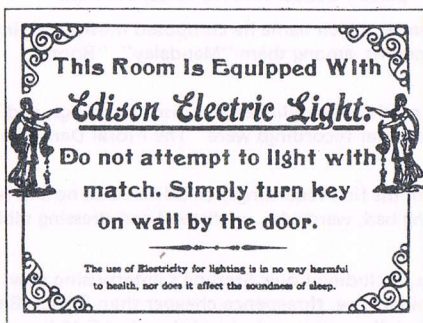 This Room Is Equipped With
Edison Electric Light.
Do not attempt to light with
match. Simply turn key
on wall by the door.
The use of Electricity for lighting is in no way harmful
to health, nor does it affect the soundness of sleep.